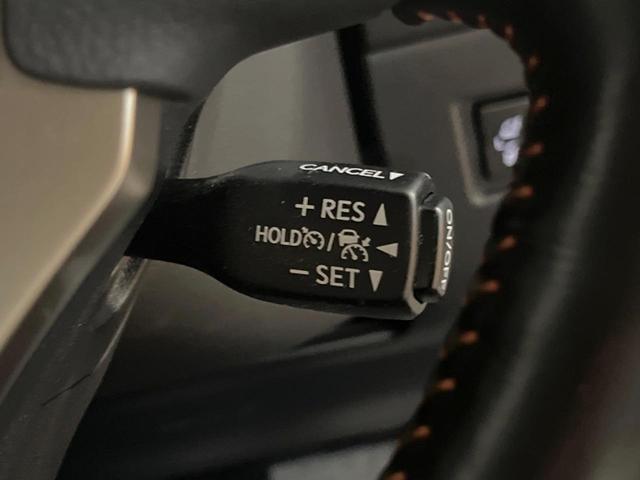 CANCEL▼
+ RES ▲
HOLD / ◀
− SET ▼
ON/OFF